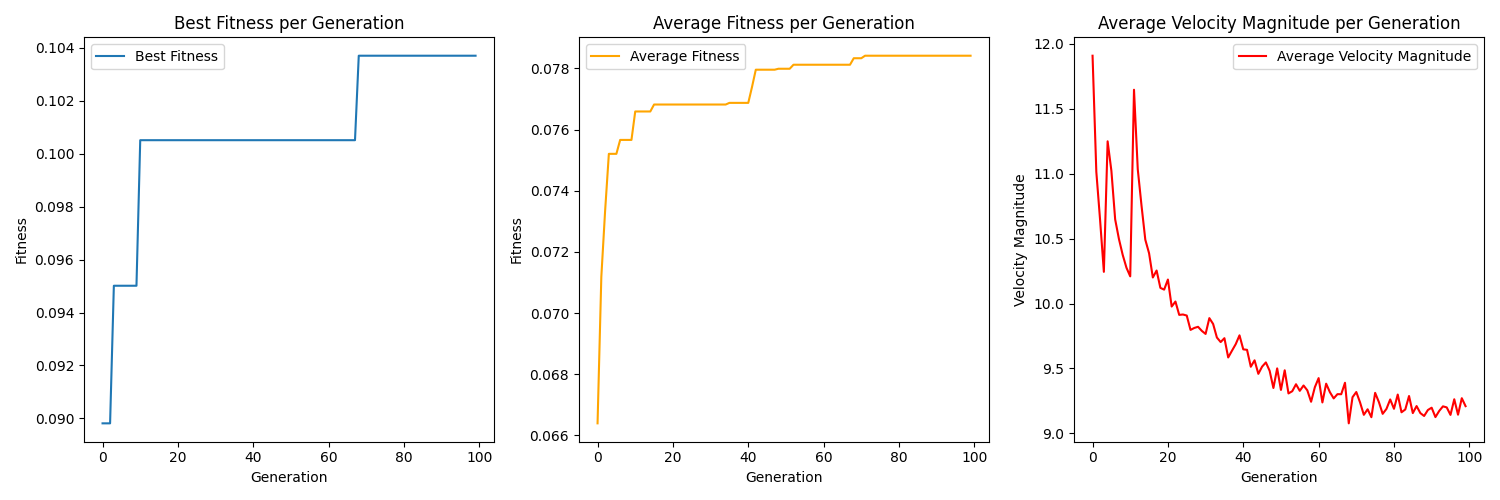 Best Fitness per Generation
Best Fitness
Fitness
0.104
0.102
0.100
0.098
0.096
0.094
0.092
0.090
0 20 40 60 80 100
Generation
Average Fitness per Generation
Average Fitness
Fitness
0.078
0.076
0.074
0.072
0.070
0.068
0.066
0 20 40 60 80 100
Generation
Average Velocity Magnitude per Generation
Average Velocity Magnitude
Velocity Magnitude
12.0
11.5
11.0
10.5
10.0
9.5
9.0
0 20 40 60 80 100
Generation